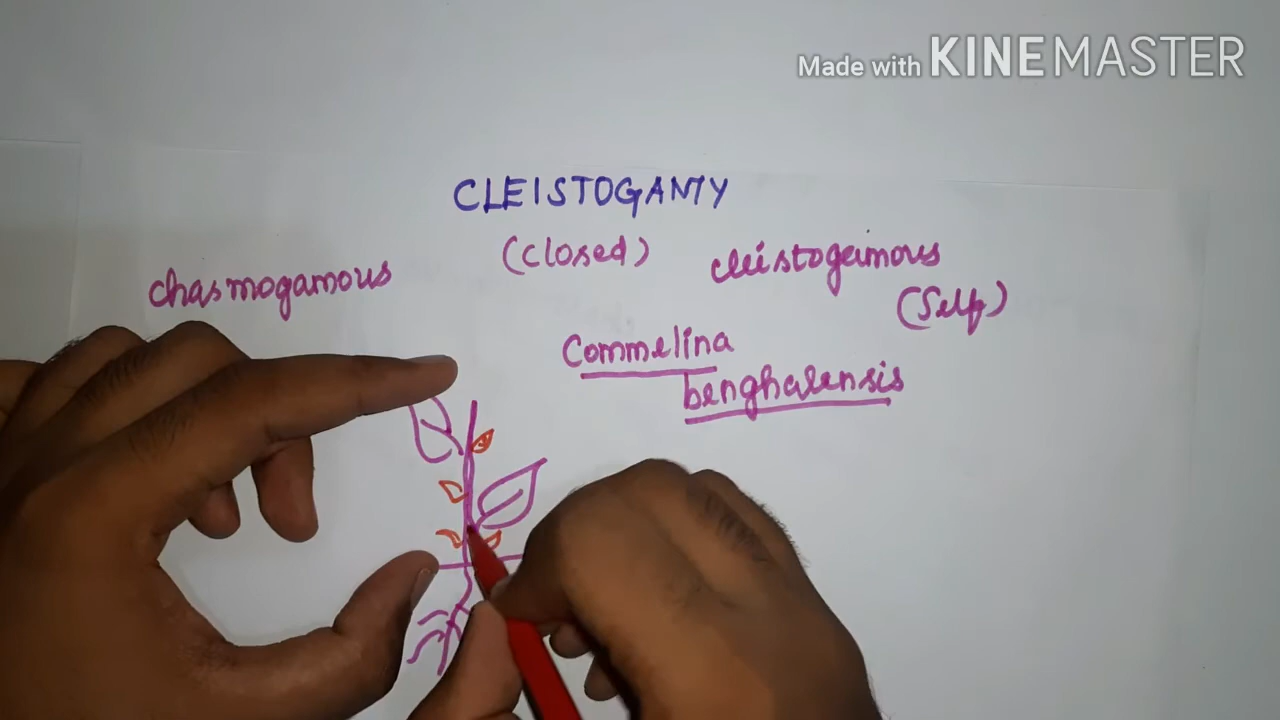 Made with KINEMASTER
CLEISTOGAMY
(closed)
chasmogamous
cleistogamous
(Self)
Commelina
benghalensis